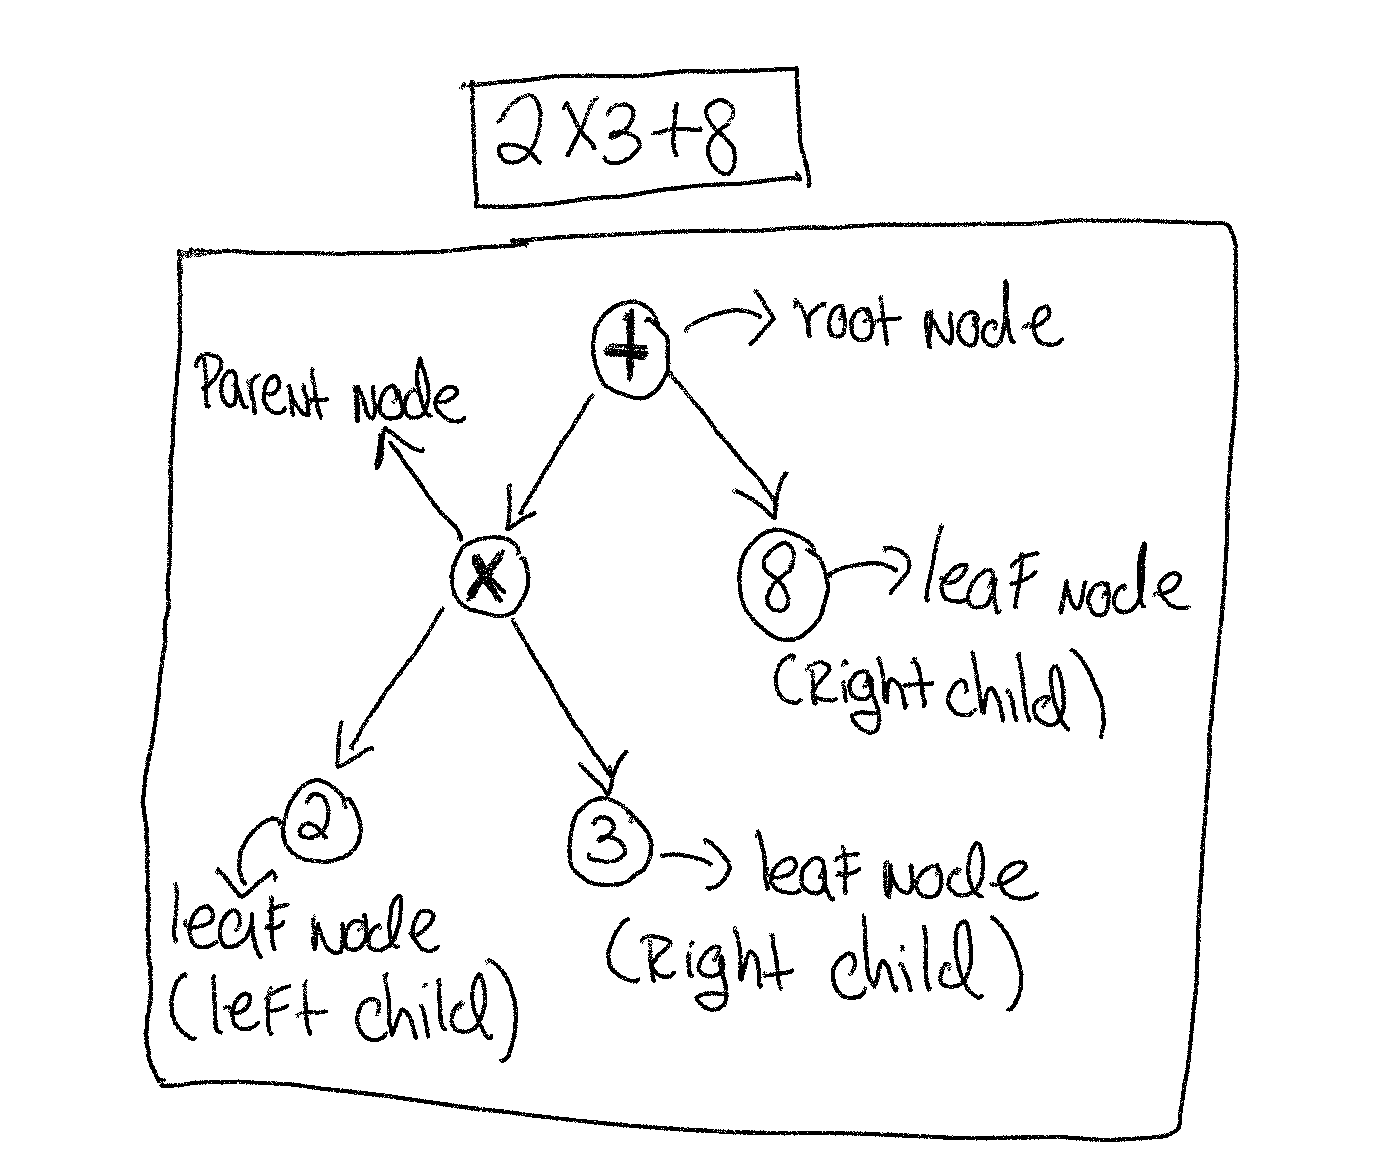 2×3+8
+
root node
Parent node
×
8
leaf node
(Right child)
2
3
leaf node
(Right child)
leaf node
(left child)